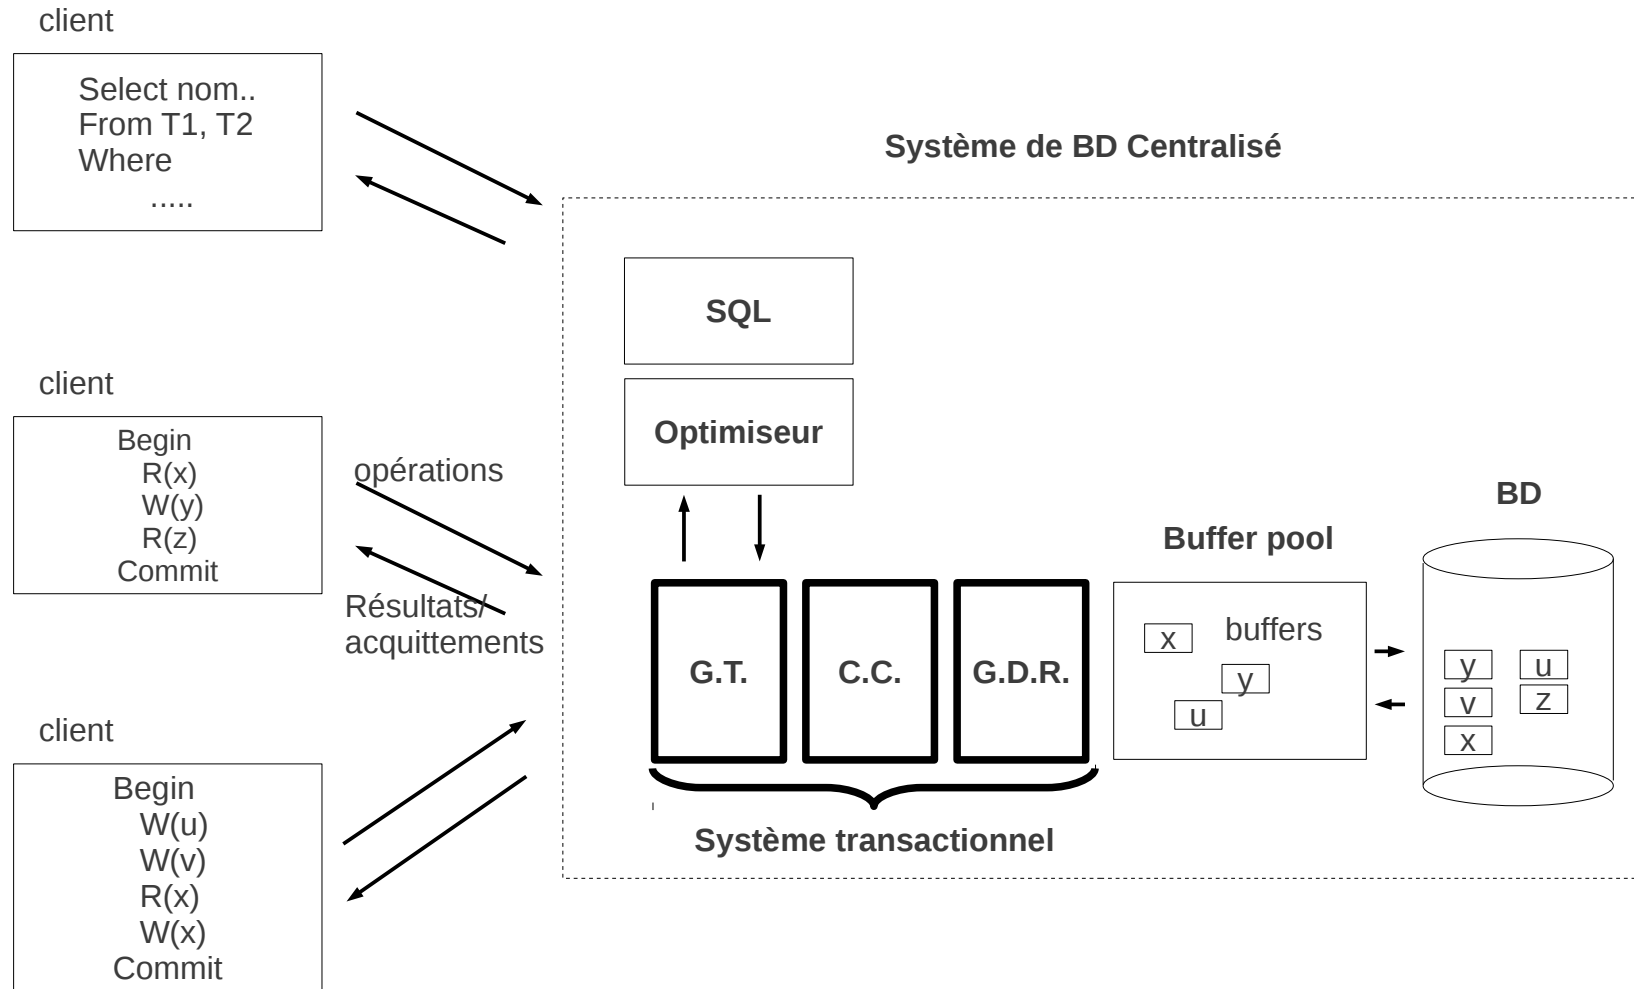 client
Select nom..
From T1, T2
Where
.....
client
Begin
R(x)
W(y)
R(z)
Commit
opérations
Résultats/
acquittements
client
Begin
W(u)
W(v)
R(x)
W(x)
Commit
Système de BD Centralisé
SQL
Optimiseur
G.T.
C.C.
G.D.R.
Système transactionnel
Buffer pool
buffers
x
y
u
BD
y
u
v
z
x